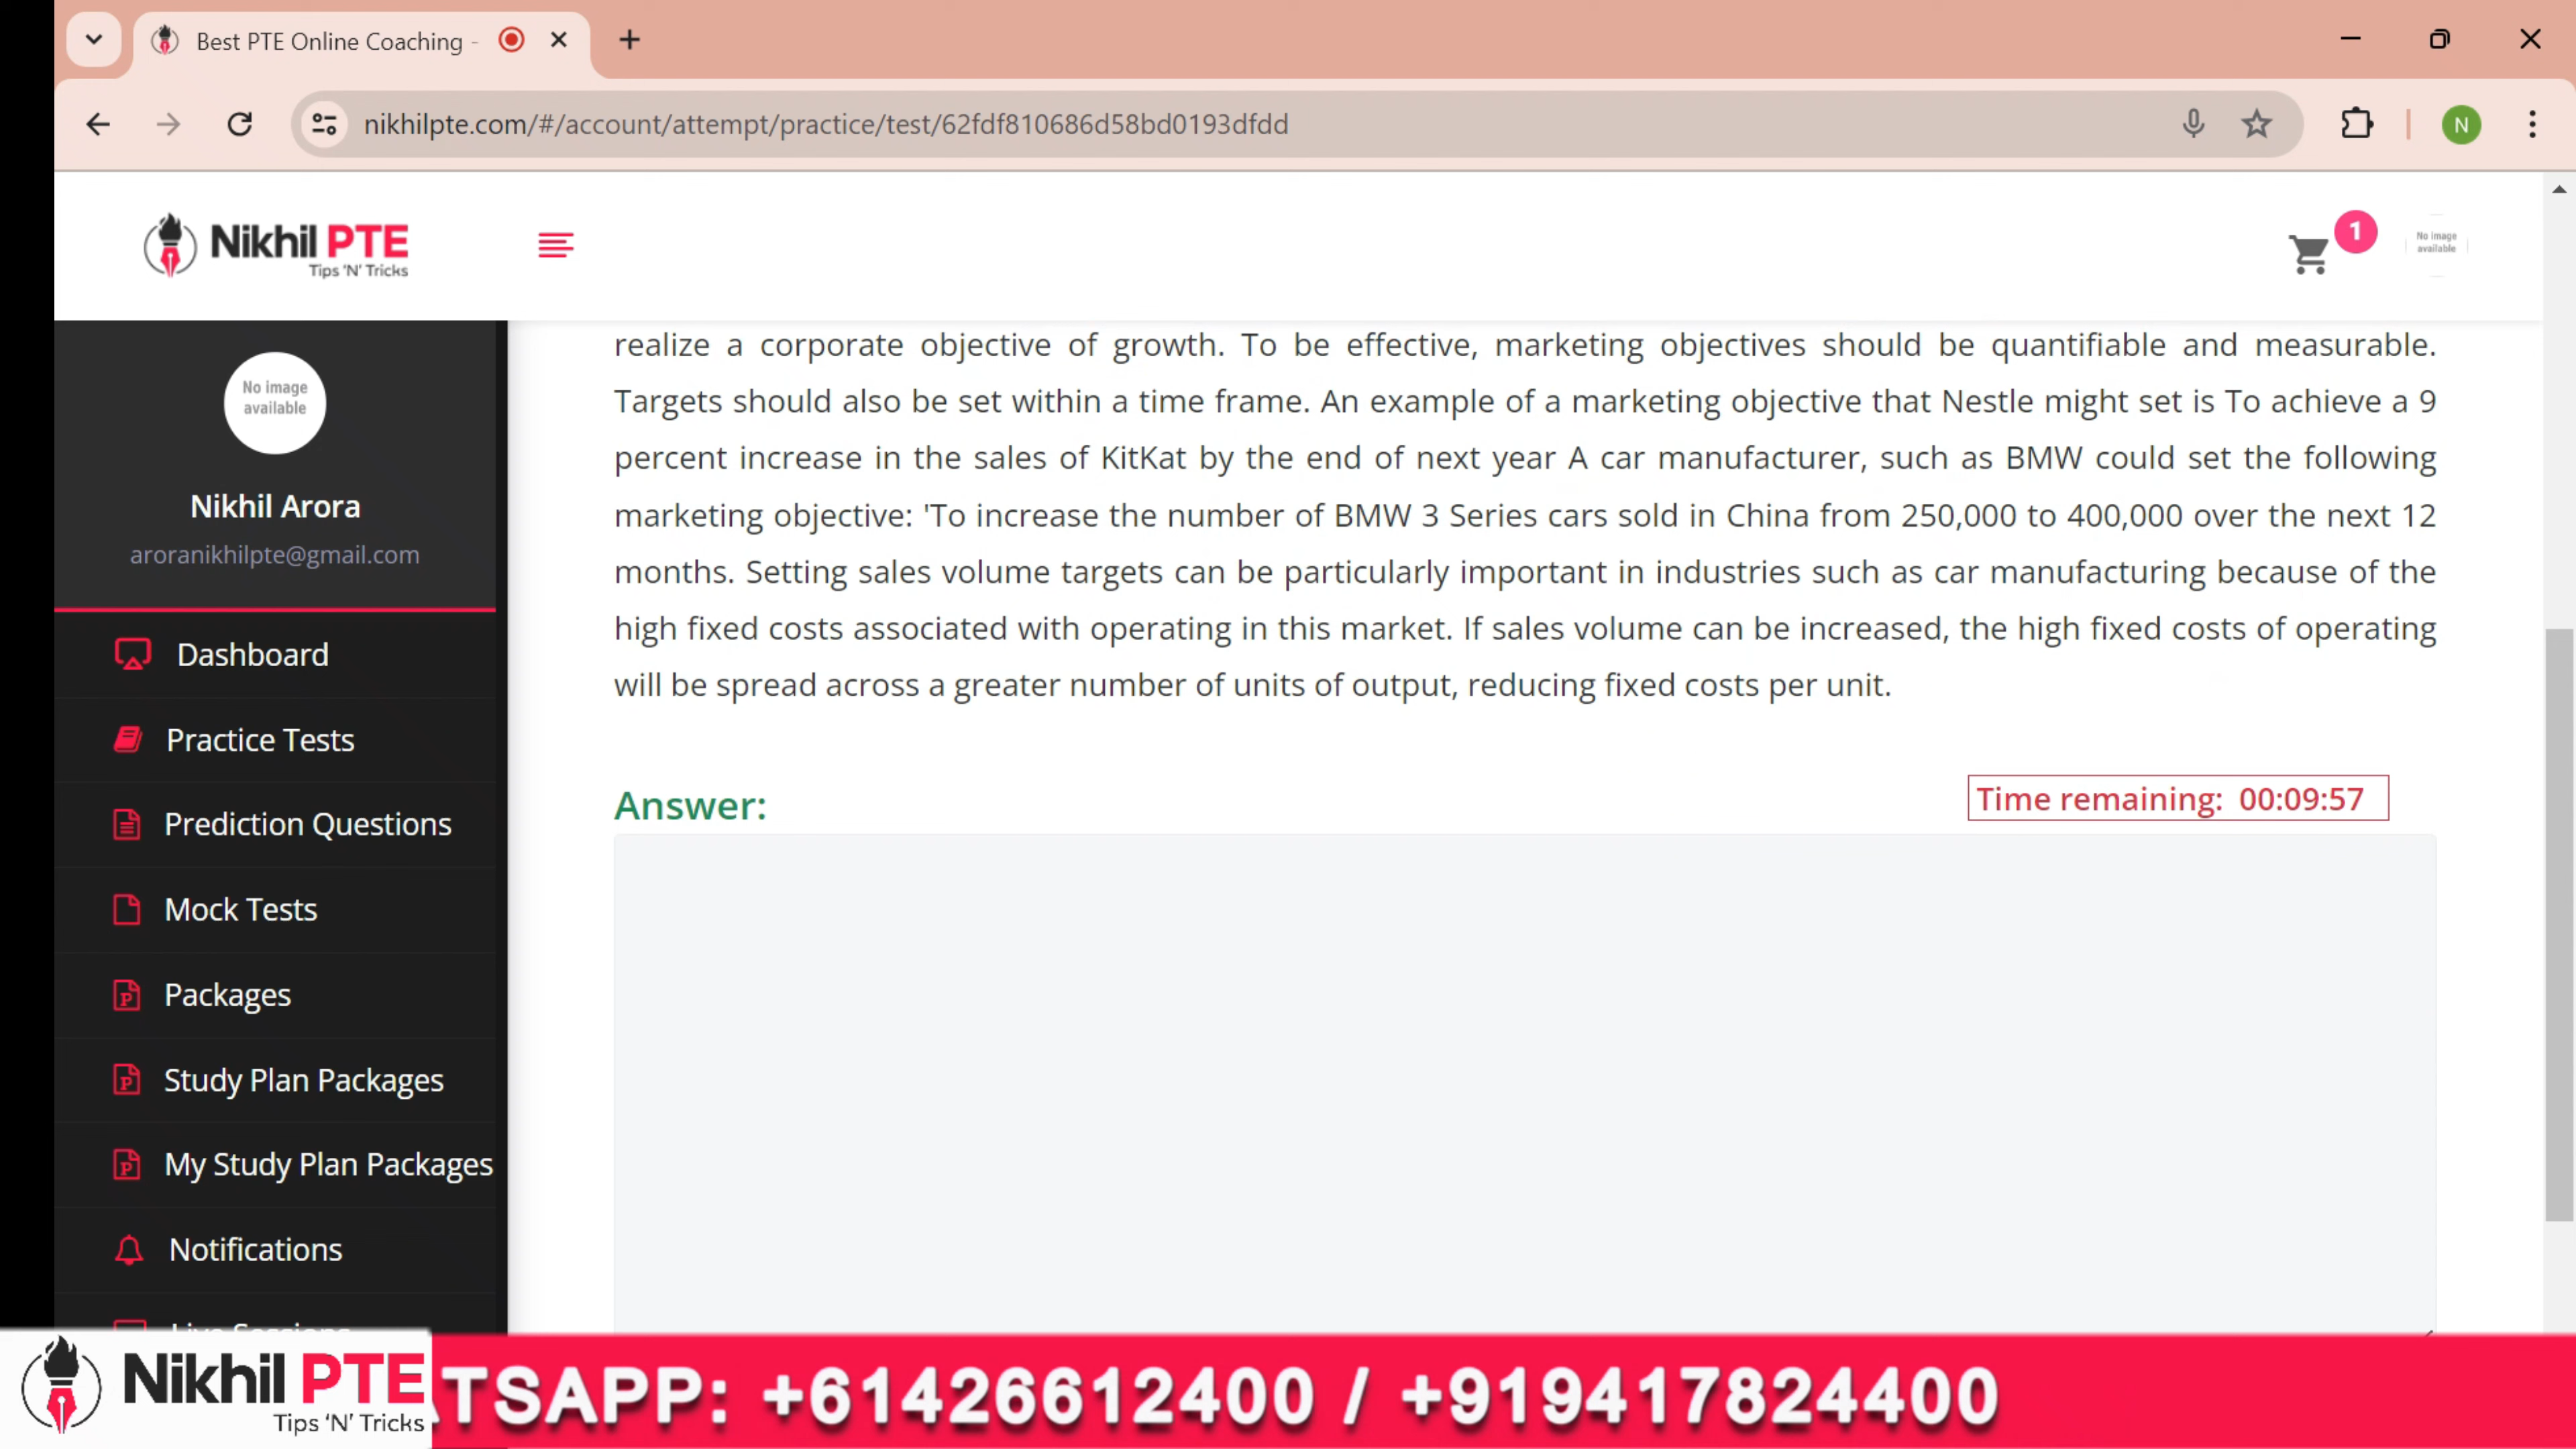 Best PTE Online Coaching -
nikhilpte.com/#/account/attempt/practice/test/62fdf810686d58bd0193dfdd
N
Nikhil PTE
Tips 'N' Tricks
1
No image
available
No image
available
Nikhil Arora
aroranikhilpte@gmail.com
Dashboard
Practice Tests
Prediction Questions
Mock Tests
Packages
Study Plan Packages
My Study Plan Packages
Notifications
Live Sessions
realize a corporate objective of growth. To be effective, marketing objectives should be quantifiable and measurable.
Targets should also be set within a time frame. An example of a marketing objective that Nestle might set is To achieve a 9
percent increase in the sales of KitKat by the end of next year A car manufacturer, such as BMW could set the following
marketing objective: 'To increase the number of BMW 3 Series cars sold in China from 250,000 to 400,000 over the next 12
months. Setting sales volume targets can be particularly important in industries such as car manufacturing because of the
high fixed costs associated with operating in this market. If sales volume can be increased, the high fixed costs of operating
will be spread across a greater number of units of output, reducing fixed costs per unit.
Answer:
Time remaining: 00:09:57
Nikhil PTE
Tips 'N' Tricks
TSAPP: +61426612400 / +919417824400